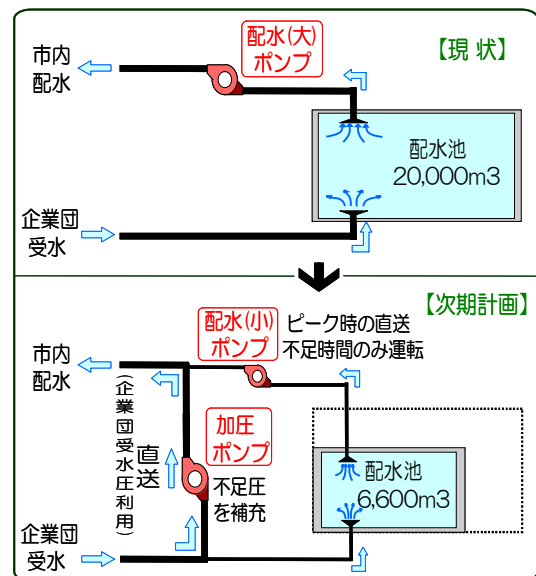 【現 状】
配水(大)
ポンプ
市内
配水
配水池
20,000m3
企業団
受水
【次期計画】
配水(小)
ポンプ
ピーク時の直送
不足時間のみ運転
市内
配水
(企業団受水圧利用)
直送
加圧
ポンプ
不足圧
を補充
配水池
6,600m3
企業団
受水